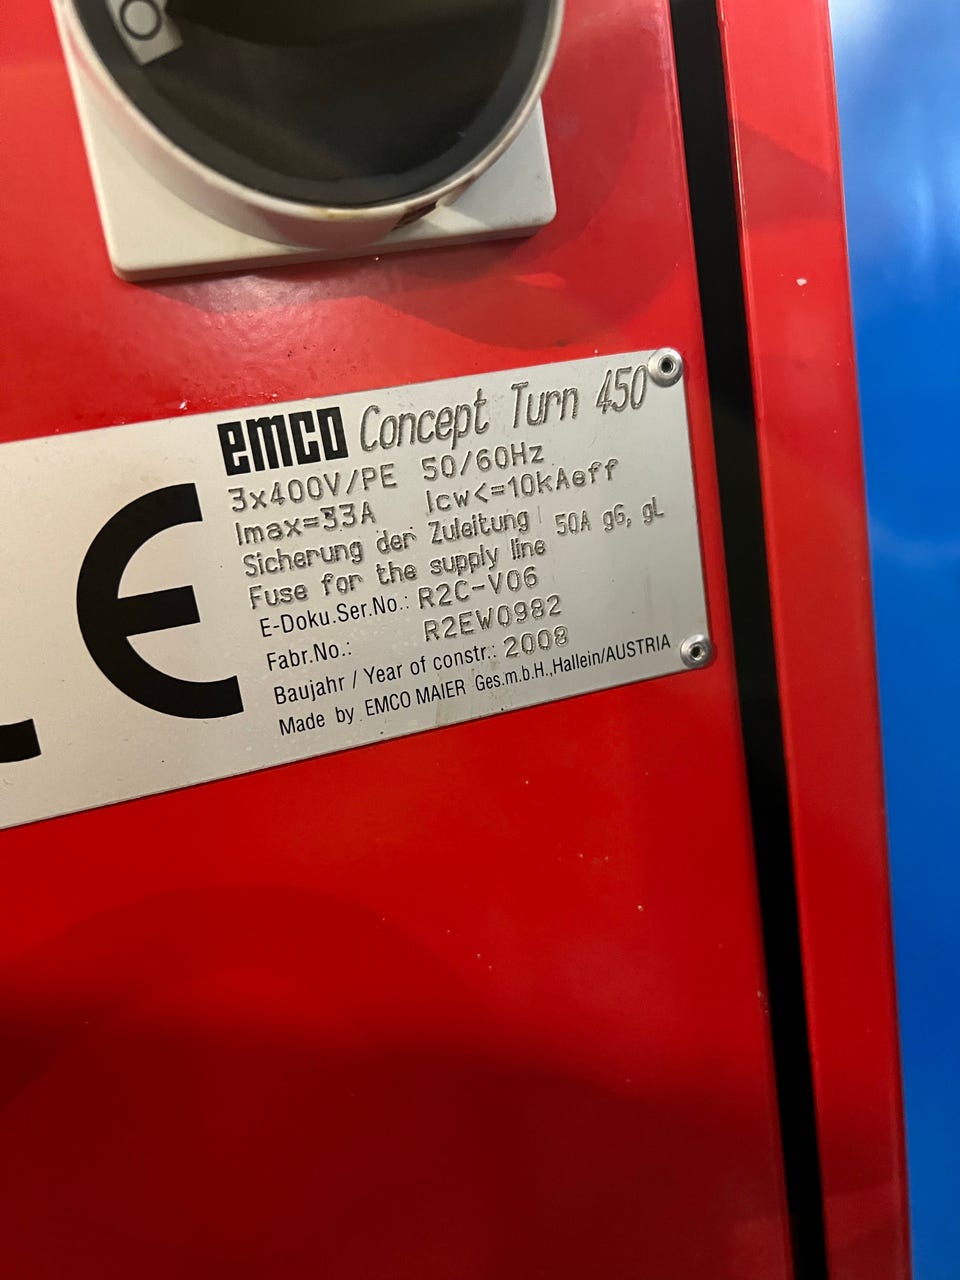 O
CE
emco Concept Turn 450
3x400V/PE 50/60Hz
Imax=33A Icw<=10kAeff
Sicherung der Zuleitung
Fuse for the supply line 50A gG, gL
E-Doku.Ser.No.: R2C-V06
Fabr.No.: R2EW0982
Baujahr / Year of constr.: 2008
Made by EMCO MAIER Ges.m.b.H.,Hallein/AUSTRIA